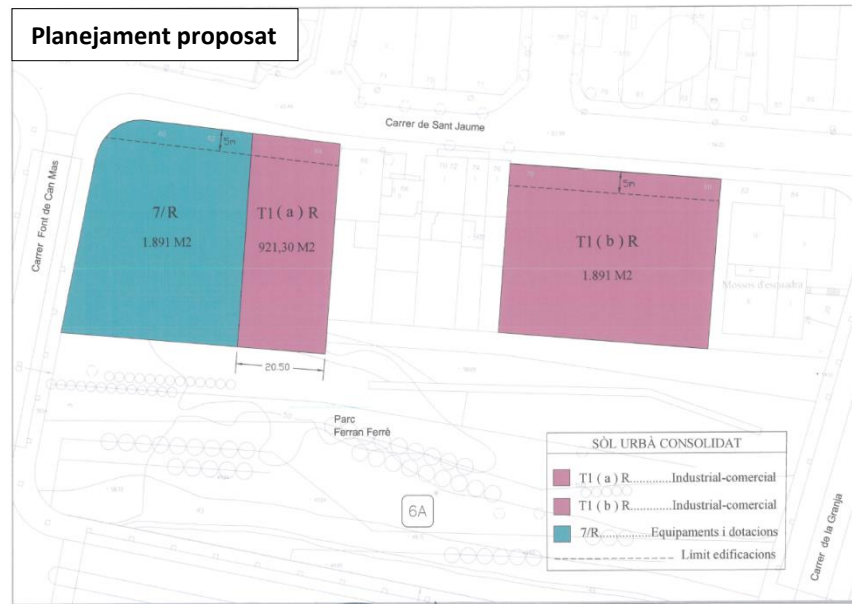 Planejament proposat
Carrer de Sant Jaume
5m
5m
Carrer Font de Can Mas
7/R
1.891 M2
T1 ( a ) R
921,30 M2
T1 ( b ) R
1.891 M2
Mossos d'esquadra
20.50
Parc
Ferran Ferrè
6A
Carrer de la Granja
SÒL URBÀ CONSOLIDAT
T1 ( a ) R............Industrial-comercial
T1 ( b ) R............Industrial-comercial
7/R............Equipaments i dotacions
Límit edificacions